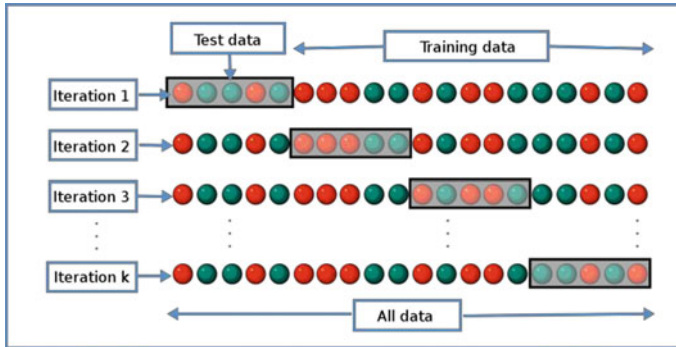 Test data
Training data
Iteration 1
Iteration 2
Iteration 3
Iteration k
All data